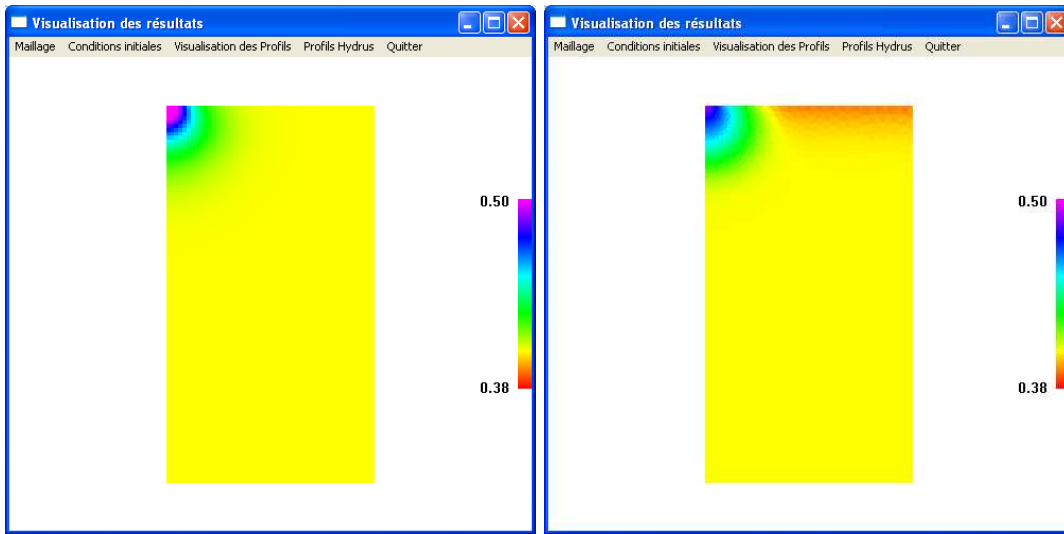 Visualisation des résultats
Maillage Conditions initiales Visualisation des Profils Profils Hydrus Quitter
0.50
0.38
Visualisation des résultats
Maillage Conditions initiales Visualisation des Profils Profils Hydrus Quitter
0.50
0.38